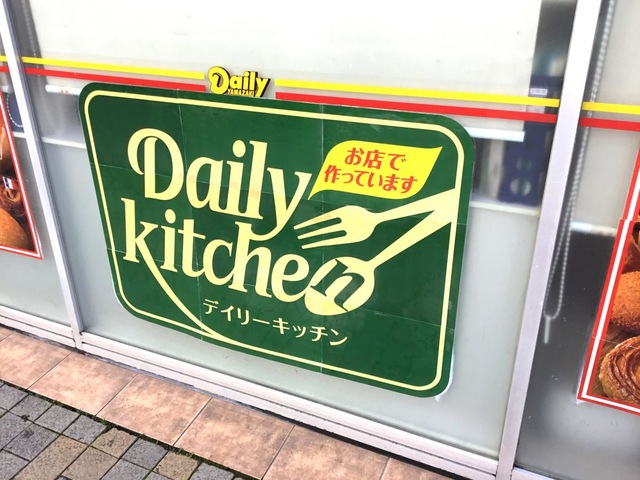 Daily
YAMAZAKI
Daily
お店で
作っています
kitchen
デイリーキッチン